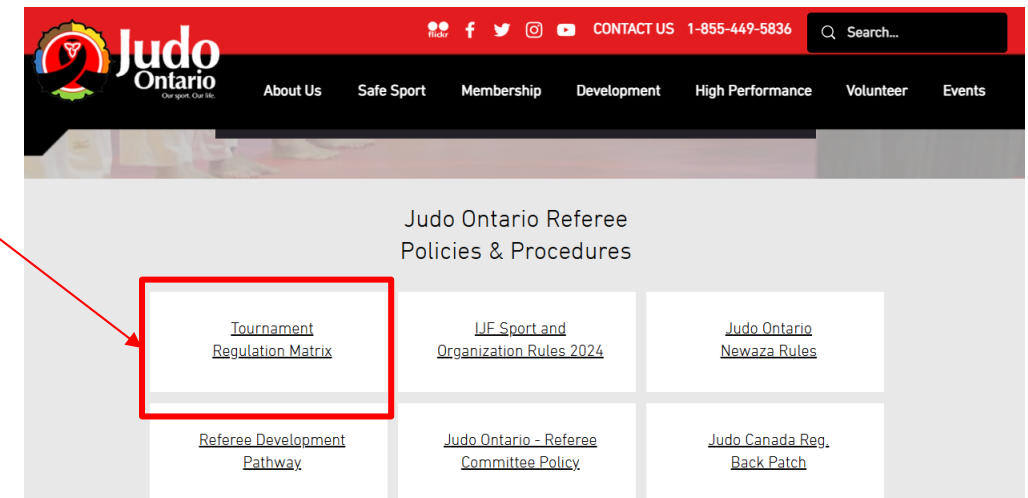 flickr
CONTACT US 1-855-449-5836 Search...
Judo
Ontario
Our sport. Our life.
About Us Safe Sport Membership Development High Performance Volunteer Events
Judo Ontario Referee
Policies & Procedures
Tournament
Regulation Matrix
IJF Sport and
Organization Rules 2024
Judo Ontario
Newaza Rules
Referee Development
Pathway
Judo Ontario - Referee
Committee Policy
Judo Canada Reg.
Back Patch